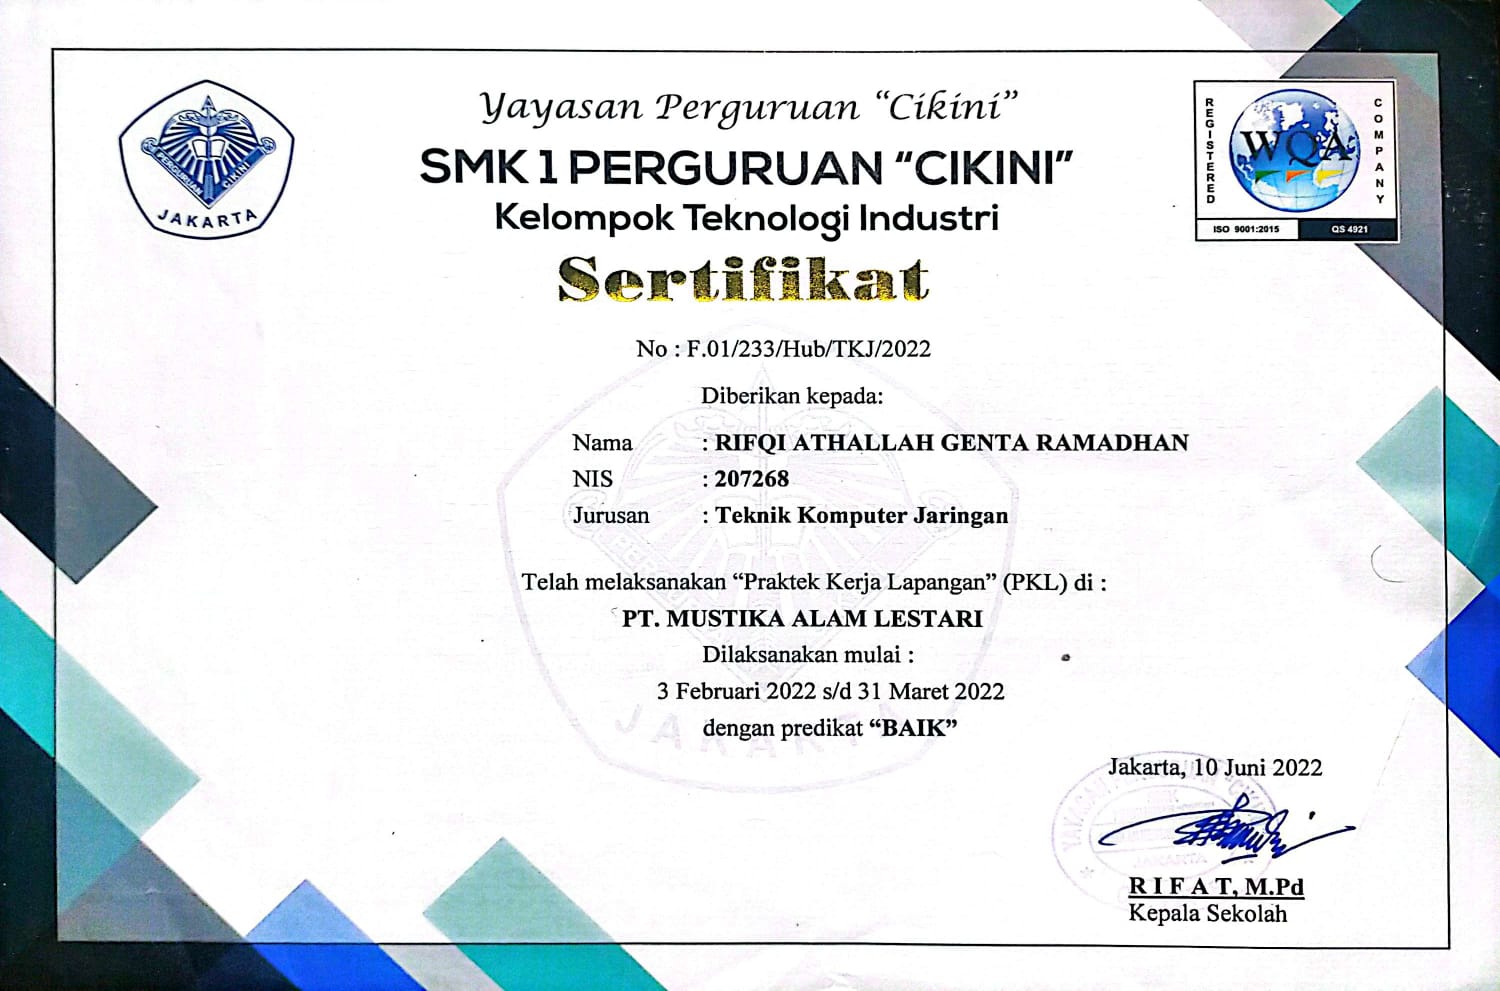 Yayasan Perguruan “Cikini”
SMK 1 PERGURUAN “CIKINI”
Kelompok Teknologi Industri
Sertifikat
PERGURUAN CIKINI
JAKARTA
REGISTERED
WQA
COMPANY
ISO 9001:2015 QS 4921
No : F.01/233/Hub/TKJ/2022
Diberikan kepada:
Nama : RIFQI ATHALLAH GENTA RAMADHAN
NIS : 207268
Jurusan : Teknik Komputer Jaringan
Telah melaksanakan “Praktek Kerja Lapangan” (PKL) di :
PT. MUSTIKA ALAM LESTARI
Dilaksanakan mulai :
3 Februari 2022 s/d 31 Maret 2022
dengan predikat “BAIK”
JAKARTA
Jakarta, 10 Juni 2022
R I F A T, M.Pd
Kepala Sekolah